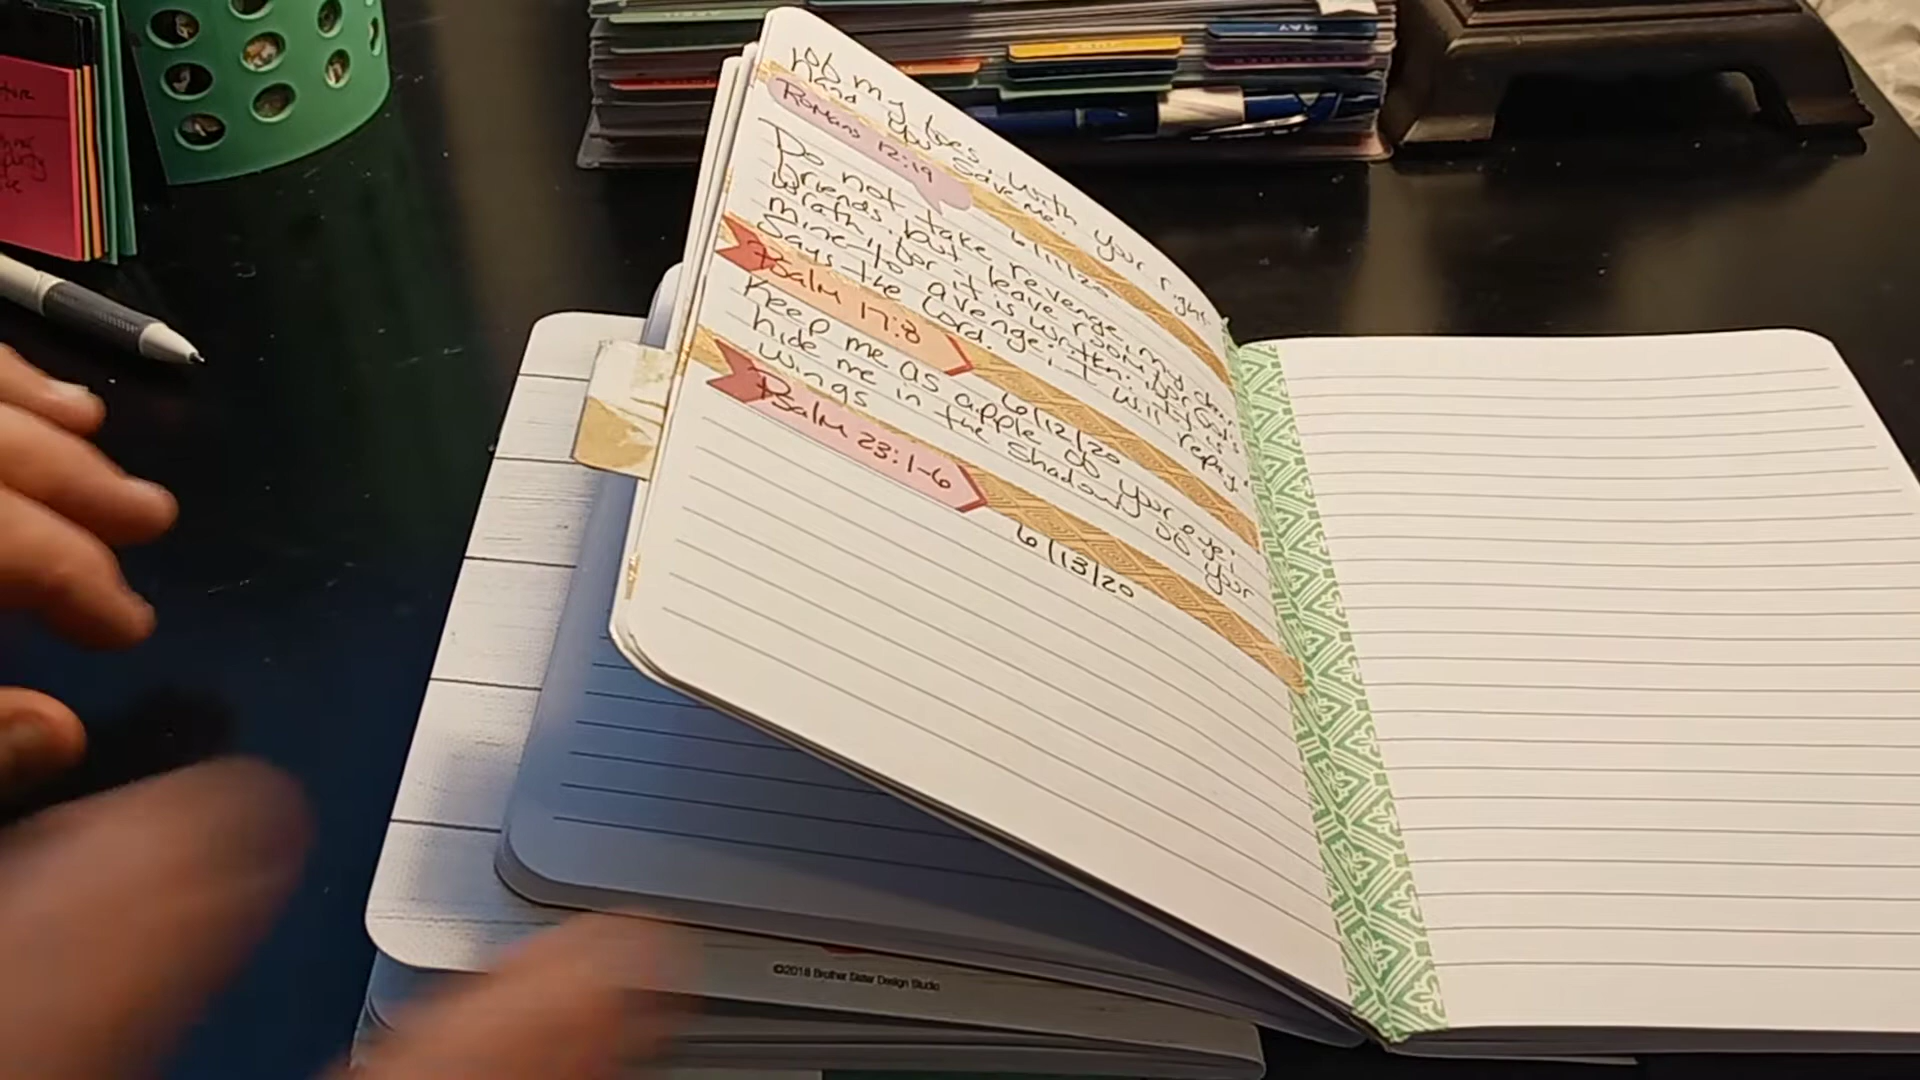 of my foes, with your right
hand you save me.
Romans 12:19
6/11/20
Do not take revenge, my dear
friends, but leave room for God's
wrath, for it is written: "It is
mine to avenge; I will repay,"
says the Lord.
Psalm 17:8
6/12/20
Keep me as apple of your eye;
hide me in the shadow of your
wings
Psalm 23:1-6
6/13/20
©2018 Brother Sister Design Studio
MAY